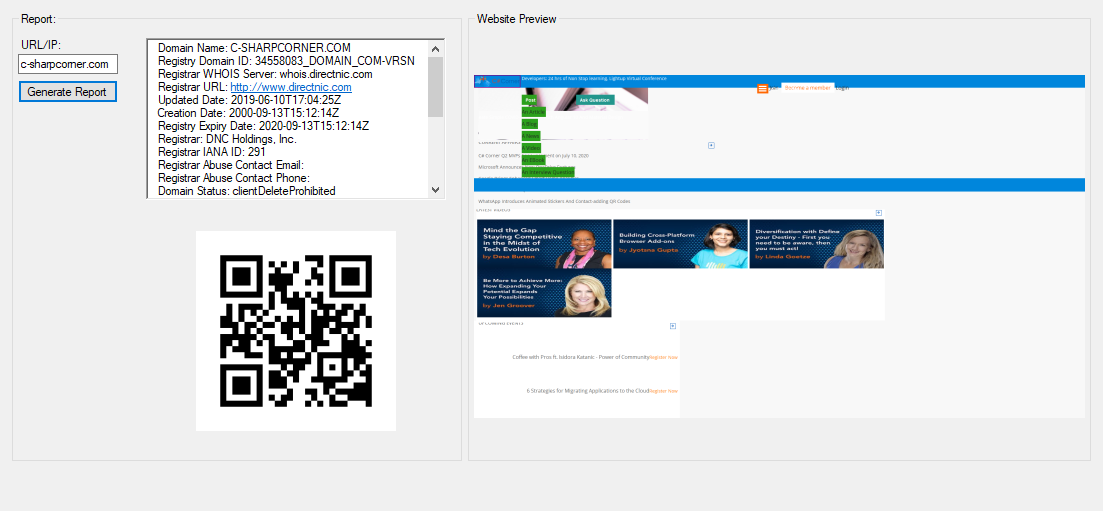 Report:
URL/IP:
c-sharpcorner.com
Generate Report
Domain Name: C-SHARPCORNER.COM
Registry Domain ID: 34558083_DOMAIN_COM-VRSN
Registrar WHOIS Server: whois.directnic.com
Registrar URL: http://www.directnic.com
Updated Date: 2019-06-10T17:04:25Z
Creation Date: 2000-09-13T15:12:14Z
Registry Expiry Date: 2020-09-13T15:12:14Z
Registrar: DNC Holdings, Inc.
Registrar IANA ID: 291
Registrar Abuse Contact Email:
Registrar Abuse Contact Phone:
Domain Status: clientDeleteProhibited
Website Preview
Developers: 24 hrs of Non Stop learning, Lightup Virtual Conference
Become a member
Login
Post
Ask Question
An Article
A Blog
A News
A Video
An EBook
An Interview Question
C# Corner Q2 MVPs
ment on July 10, 2020
Microsoft Announce
WhatsApp Introduces Animated Stickers And Contact-adding QR Codes
Mind the Gap
Staying Competitive
in the Midst of
Tech Evolution
by Desa Burton
Building Cross-Platform
Browser Add-ons
by Jyotsna Gupta
Diversification with Define
your Destiny - First you
need to be aware, then
you must act!
by Linda Goetze
Be More to Achieve More:
How Expanding Your
Potential Expands
Your Possibilities
by Jen Groover
UPCOMING EVENTS
Coffee with Pros ft. Isidora Katanic - Power of Community Register Now
6 Strategies for Migrating Applications to the Cloud Register Now